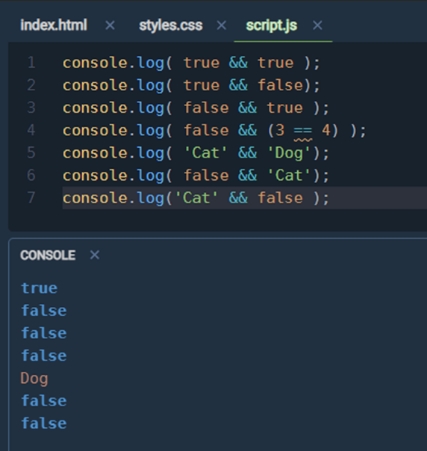 index.html × styles.css × script.js ×
1 console.log( true && true );
2 console.log( true && false);
3 console.log( false && true );
4 console.log( false && (3 == 4) );
5 console.log( 'Cat' && 'Dog');
6 console.log( false && 'Cat');
7 console.log('Cat' && false );
CONSOLE ×
true
false
false
false
Dog
false
false